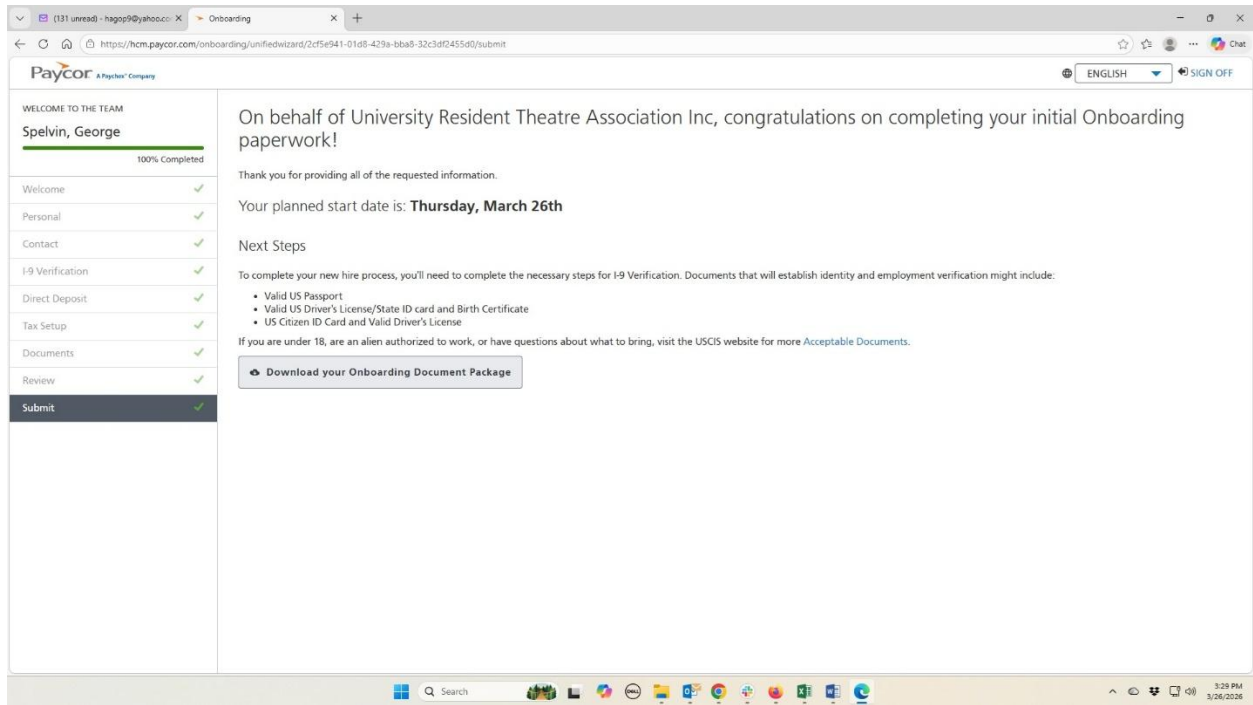 (131 unread) - hagop9@yahoo.co
Onboarding
https://hcm.paycor.com/onboarding/unifiedwizard/2cf5e941-01d8-429a-bba8-32c3df2455d0/submit
Chat
Paycor A Paychex Company
ENGLISH
SIGN OFF
WELCOME TO THE TEAM
Spelvin, George
100% Completed
Welcome
Personal
Contact
I-9 Verification
Direct Deposit
Tax Setup
Documents
Review
Submit
On behalf of University Resident Theatre Association Inc, congratulations on completing your initial Onboarding
paperwork!
Thank you for providing all of the requested information.
Your planned start date is: Thursday, March 26th
Next Steps
To complete your new hire process, you'll need to complete the necessary steps for I-9 Verification. Documents that will establish identity and employment verification might include:
• Valid US Passport
• Valid US Driver's License/State ID card and Birth Certificate
• US Citizen ID Card and Valid Driver's License
If you are under 18, are an alien authorized to work, or have questions about what to bring, visit the USCIS website for more Acceptable Documents.
Download your Onboarding Document Package
Search
DELL
3:29 PM
3/26/2026